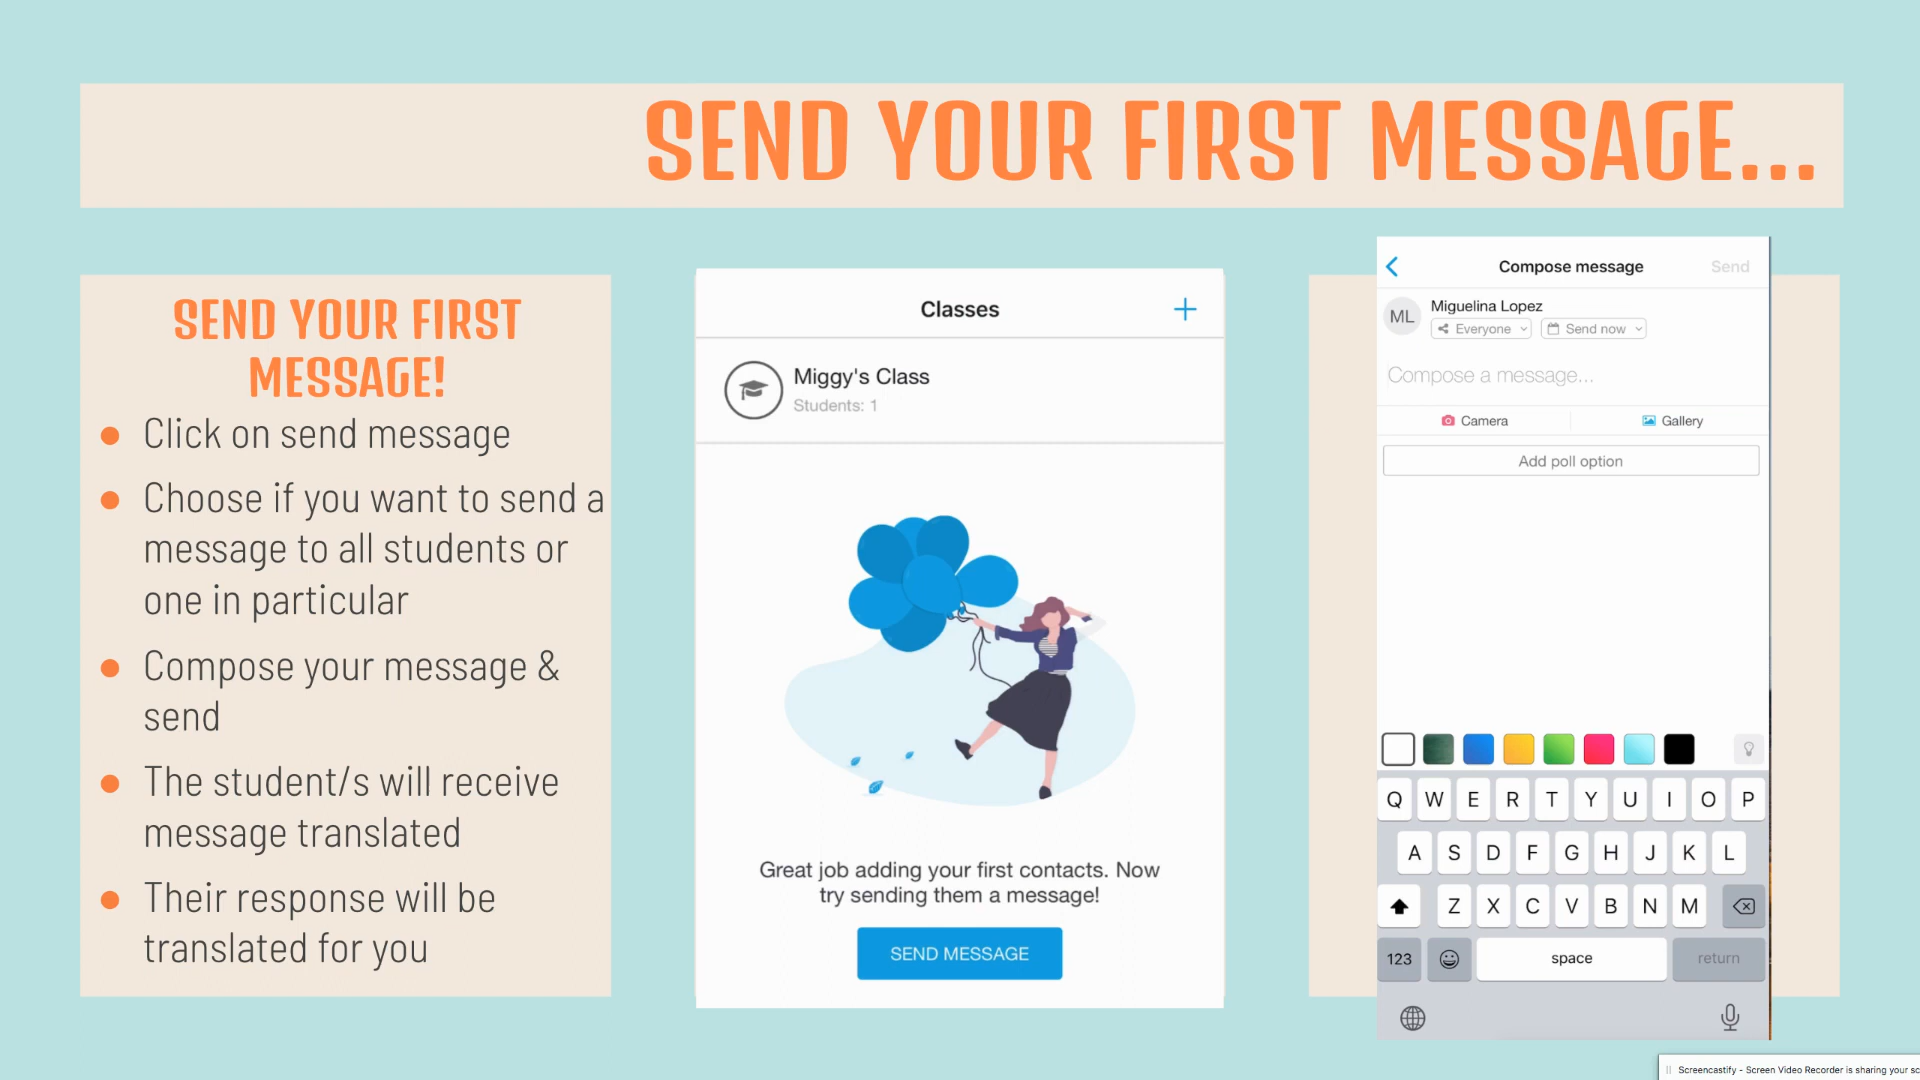 SEND YOUR FIRST MESSAGE...
SEND YOUR FIRST
MESSAGE!
Click on send message
Choose if you want to send a
message to all students or
one in particular
Compose your message &
send
The student/s will receive
message translated
Their response will be
translated for you
Classes
Miggy's Class
Students: 1
Great job adding your first contacts. Now
try sending them a message!
SEND MESSAGE
Compose message Send
ML
Miguelina Lopez
Everyone Send now
Compose a message...
Camera Gallery
Add poll option
Q W E R T Y U I O P
A S D F G H J K L
Z X C V B N M
123 space return
Screencastify - Screen Video Recorder is sharing your sc